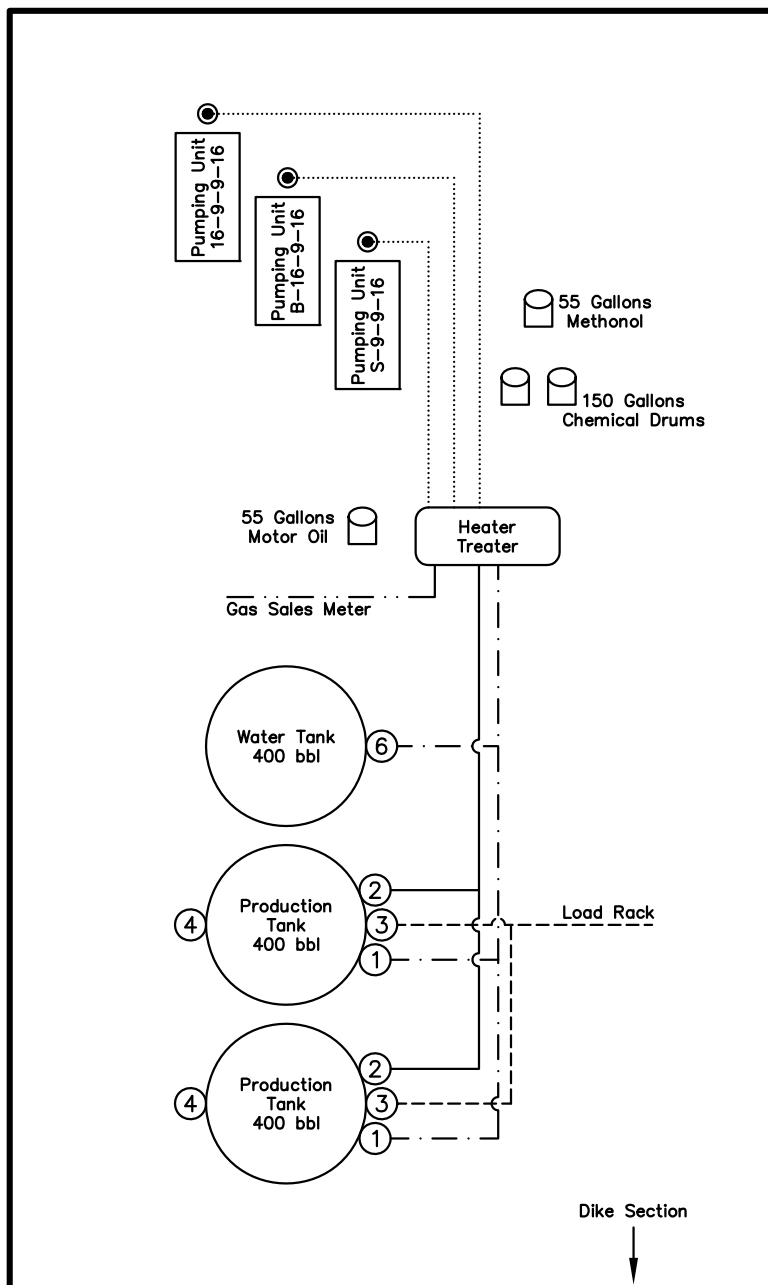 Pumping Unit
16-9-9-16
Pumping Unit
B-16-9-16
Pumping Unit
S-9-9-16
55 Gallons
Methonol
150 Gallons
Chemical Drums
55 Gallons
Motor Oil
Heater
Treater
Gas Sales Meter
Water Tank
400 bbl
6
Production
Tank
400 bbl
4
2
3
1
Load Rack
Production
Tank
400 bbl
4
2
3
1
Dike Section